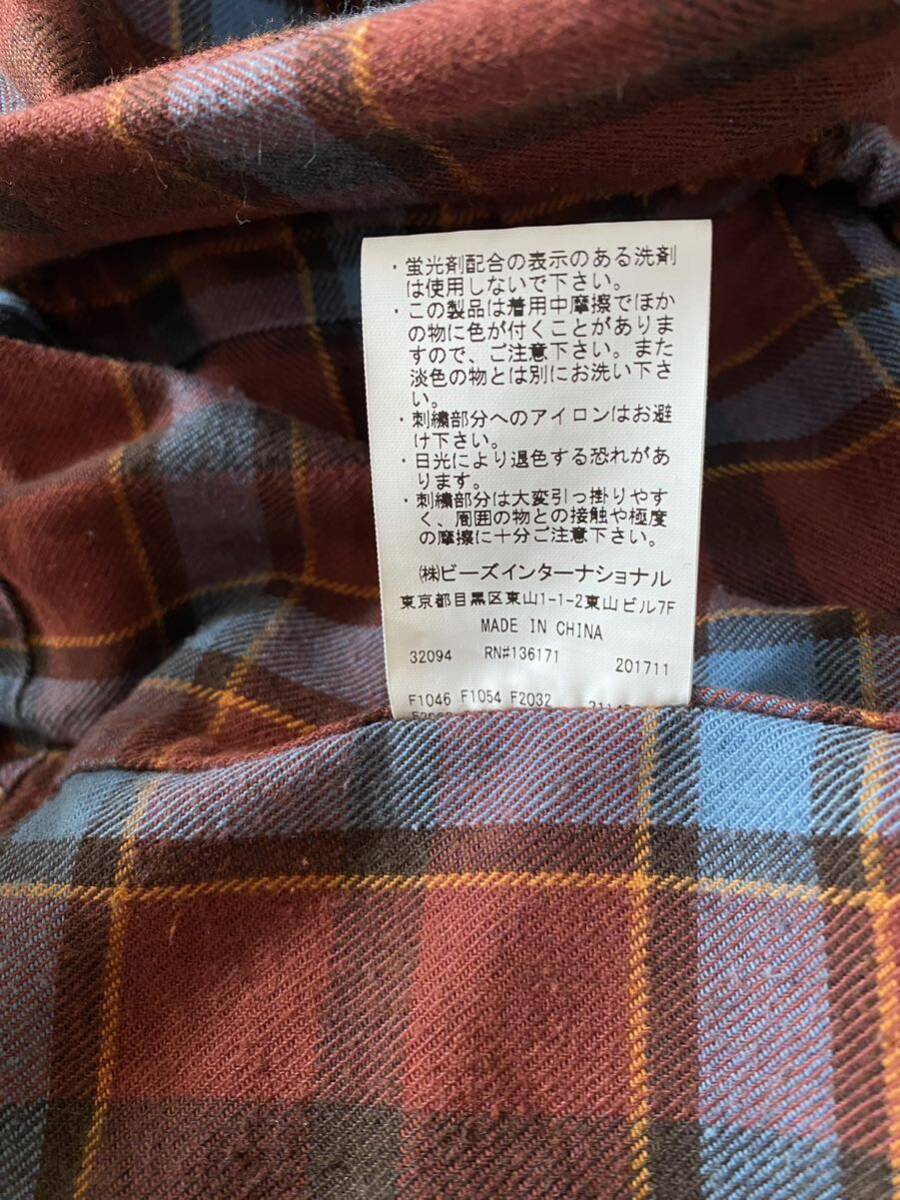 ・蛍光剤配合の表示のある洗剤
は使用しないで下さい。
・この製品は着用中摩擦でほか
の物に色が付くことがありま
すので、ご注意下さい。また
淡色の物とは別にお洗い下さ
い。
・刺繍部分へのアイロンはお避
け下さい。
・日光により退色する恐れがあ
ります。
・刺繍部分は大変引っ掛りやす
く、周囲の物との接触や極度
の摩擦に十分ご注意下さい。
㈱ビーズインターナショナル
東京都目黒区東山1-1-2東山ビル7F
MADE IN CHINA
32094 RN#136171 201711
F1046 F1054 F2032